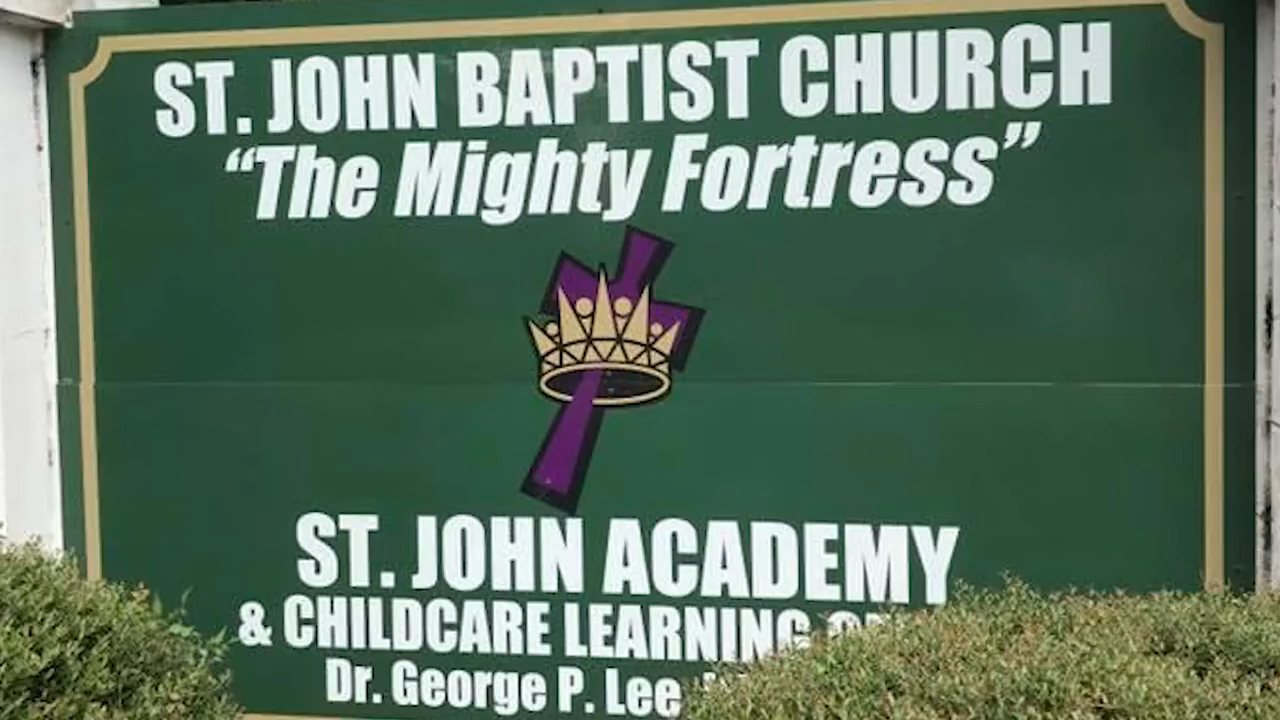 ST. JOHN BAPTIST CHURCH
“The Mighty Fortress”
ST. JOHN ACADEMY
& CHILDCARE LEARNING
Dr. George P. Lee